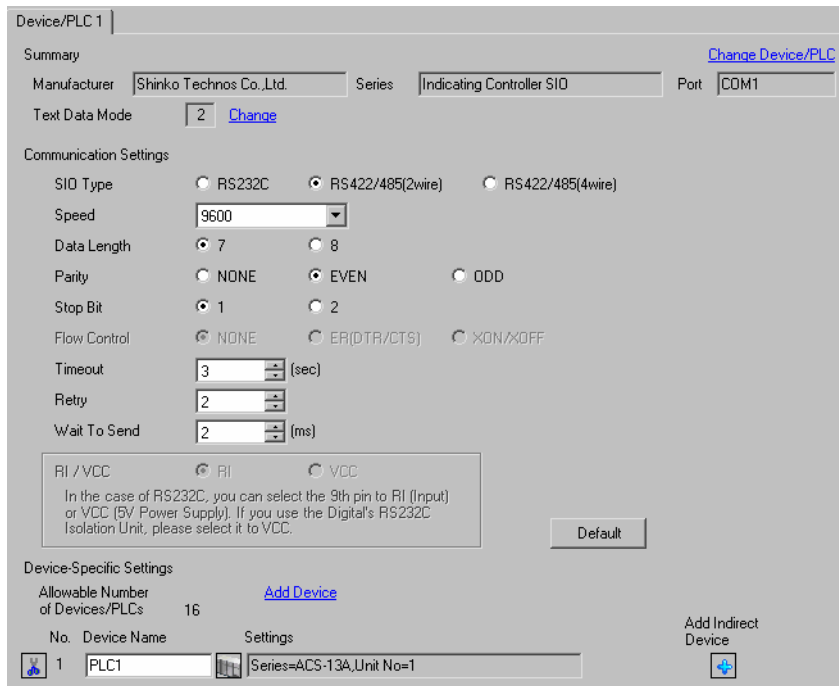 Device/PLC 1
Summary Change Device/PLC
Manufacturer Shinko Technos Co.,Ltd. Series Indicating Controller SIO Port COM1
Text Data Mode 2 Change
Communication Settings
SIO Type RS232C RS422/485(2wire) RS422/485(4wire)
Speed 9600
Data Length 7 8
Parity NONE EVEN ODD
Stop Bit 1 2
Flow Control NONE ER(DTR/CTS) XON/XOFF
Timeout 3 (sec)
Retry 2
Wait To Send 2 (ms)
RI / VCC RI VCC
In the case of RS232C, you can select the 9th pin to RI (Input)
or VCC (5V Power Supply). If you use the Digital's RS232C
Isolation Unit, please select it to VCC.
Default
Device-Specific Settings
Allowable Number Add Device
of Devices/PLCs 16
Add Indirect
Device
No. Device Name Settings
1 PLC1 Series=ACS-13A,Unit No=1